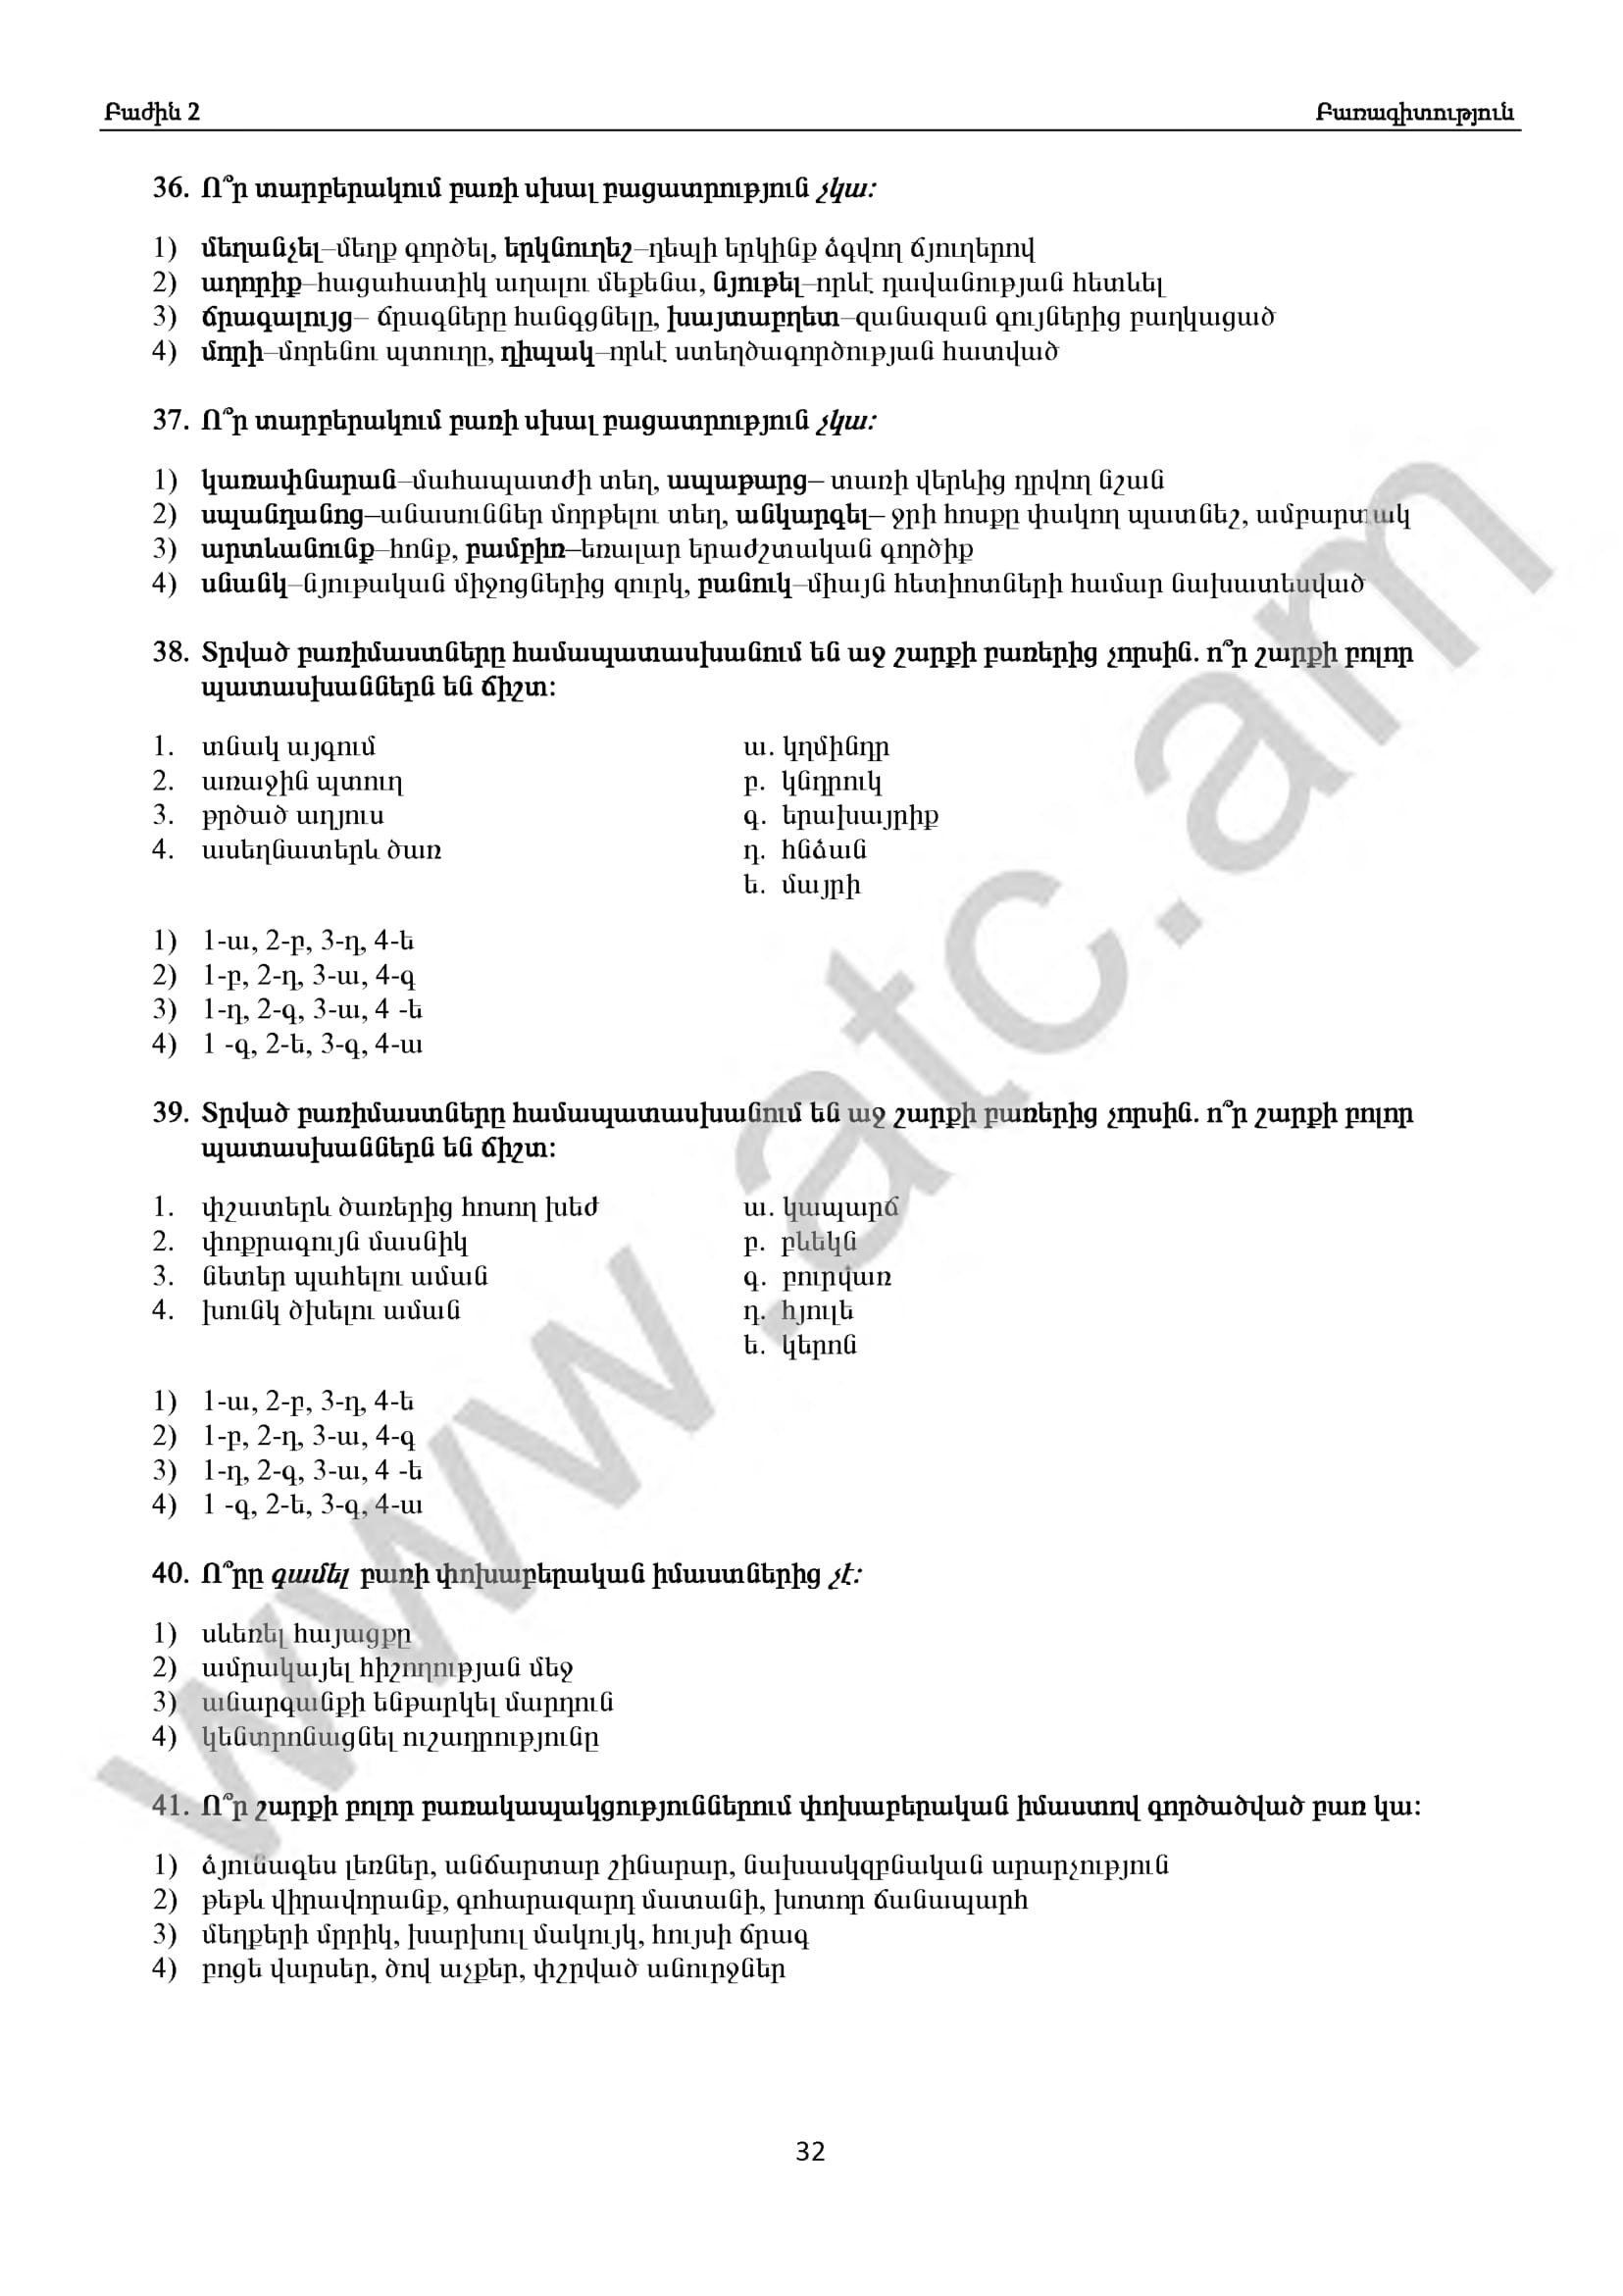 Բաժին 2 Բառագիտություն
36. Ո՞ր տարբերակում բառի սխալ բացատրություն չկա:
1) մեղանչել–մեղք գործել, երկնուղեշ–դեպի երկինք ձգվող ճյուղերով
2) աղորիք–հացահատիկ աղալու մեքենա, նյութել–որևէ դավանության հետևել
3) ճրագալույց– ճրագները հանգցնելը, խայտաբղետ–զանազան գույներից բաղկացած
4) մորի–մորենու պտուղը, դիպակ–որևէ ստեղծագործության հատված
37. Ո՞ր տարբերակում բառի սխալ բացատրություն չկա:
1) կառափնարան–մահապատժի տեղ, ապաթարց– տառի վերևից դրվող նշան
2) սպանդանոց–անասուններ մորթելու տեղ, անկարգել– ջրի հոսքը փակող պատնեշ, ամբարտակ
3) արտևանունք–հոնք, բամբիռ–եռալար երաժշտական գործիք
4) սնանկ–նյութական միջոցներից զուրկ, բանուկ–միայն հետիոտների համար նախատեսված
38. Տրված բառիմաստները համապատասխանում են աջ շարքի բառերից չորսին. ո՞ր շարքի բոլոր
պատասխաններն են ճիշտ:
1. տնակ այգում ա. կղմինդր
2. առաջին պտուղ բ. կնդրուկ
3. թրծած աղյուս գ. երախայրիք
4. ասեղնատերև ծառ դ. հնձան
ե. մայրի
1) 1-ա, 2-բ, 3-դ, 4-ե
2) 1-բ, 2-դ, 3-ա, 4-գ
3) 1-դ, 2-գ, 3-ա, 4 -ե
4) 1 -գ, 2-ե, 3-գ, 4-ա
39. Տրված բառիմաստները համապատասխանում են աջ շարքի բառերից չորսին. ո՞ր շարքի բոլոր
պատասխաններն են ճիշտ:
1. փշատերև ծառերից հոսող խեժ ա. կապարճ
2. փոքրագույն մասնիկ բ. բևեկն
3. նետեր պահելու աման գ. բուրվառ
4. խունկ ծխելու աման դ. հյուլե
ե. կերոն
1) 1-ա, 2-բ, 3-դ, 4-ե
2) 1-բ, 2-դ, 3-ա, 4-գ
3) 1-դ, 2-գ, 3-ա, 4 -ե
4) 1 -գ, 2-ե, 3-գ, 4-ա
40. Ո՞րը գամել բառի փոխաբերական իմաստներից չէ:
1) սևեռել հայացքը
2) ամրակայել հիշողության մեջ
3) անարգանքի ենթարկել մարդուն
4) կենտրոնացնել ուշադրությունը
41. Ո՞ր շարքի բոլոր բառակապակցություններում փոխաբերական իմաստով գործածված բառ կա:
1) ձյունագես լեռներ, անճարտար շինարար, նախասկզբնական արարչություն
2) թեթև վիրավորանք, գոհարազարդ մատանի, խոտոր ճանապարհ
3) մեղքերի մրրիկ, խարխուլ մակույկ, հույսի ճրագ
4) բոցե վարսեր, ծով աչքեր, փշրված անուրջներ
32
www.atc.am